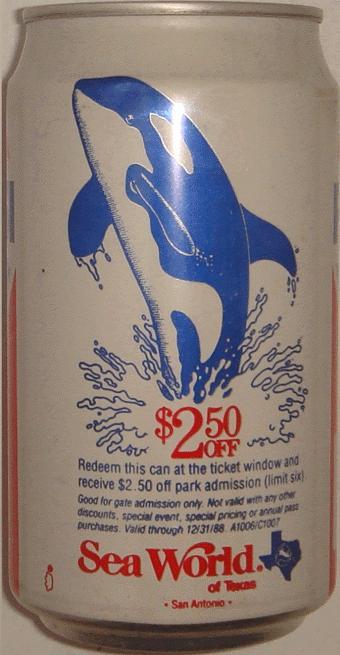 $2.50
OFF
Redeem this can at the ticket window and
receive $2.50 off park admission (limit six)
Good for gate admission only. Not valid with any other
discounts, special event, special pricing or annual pass
purchases. Valid through 12/31/88. A1006/C1007
Sea World.
of Texas
• San Antonio •